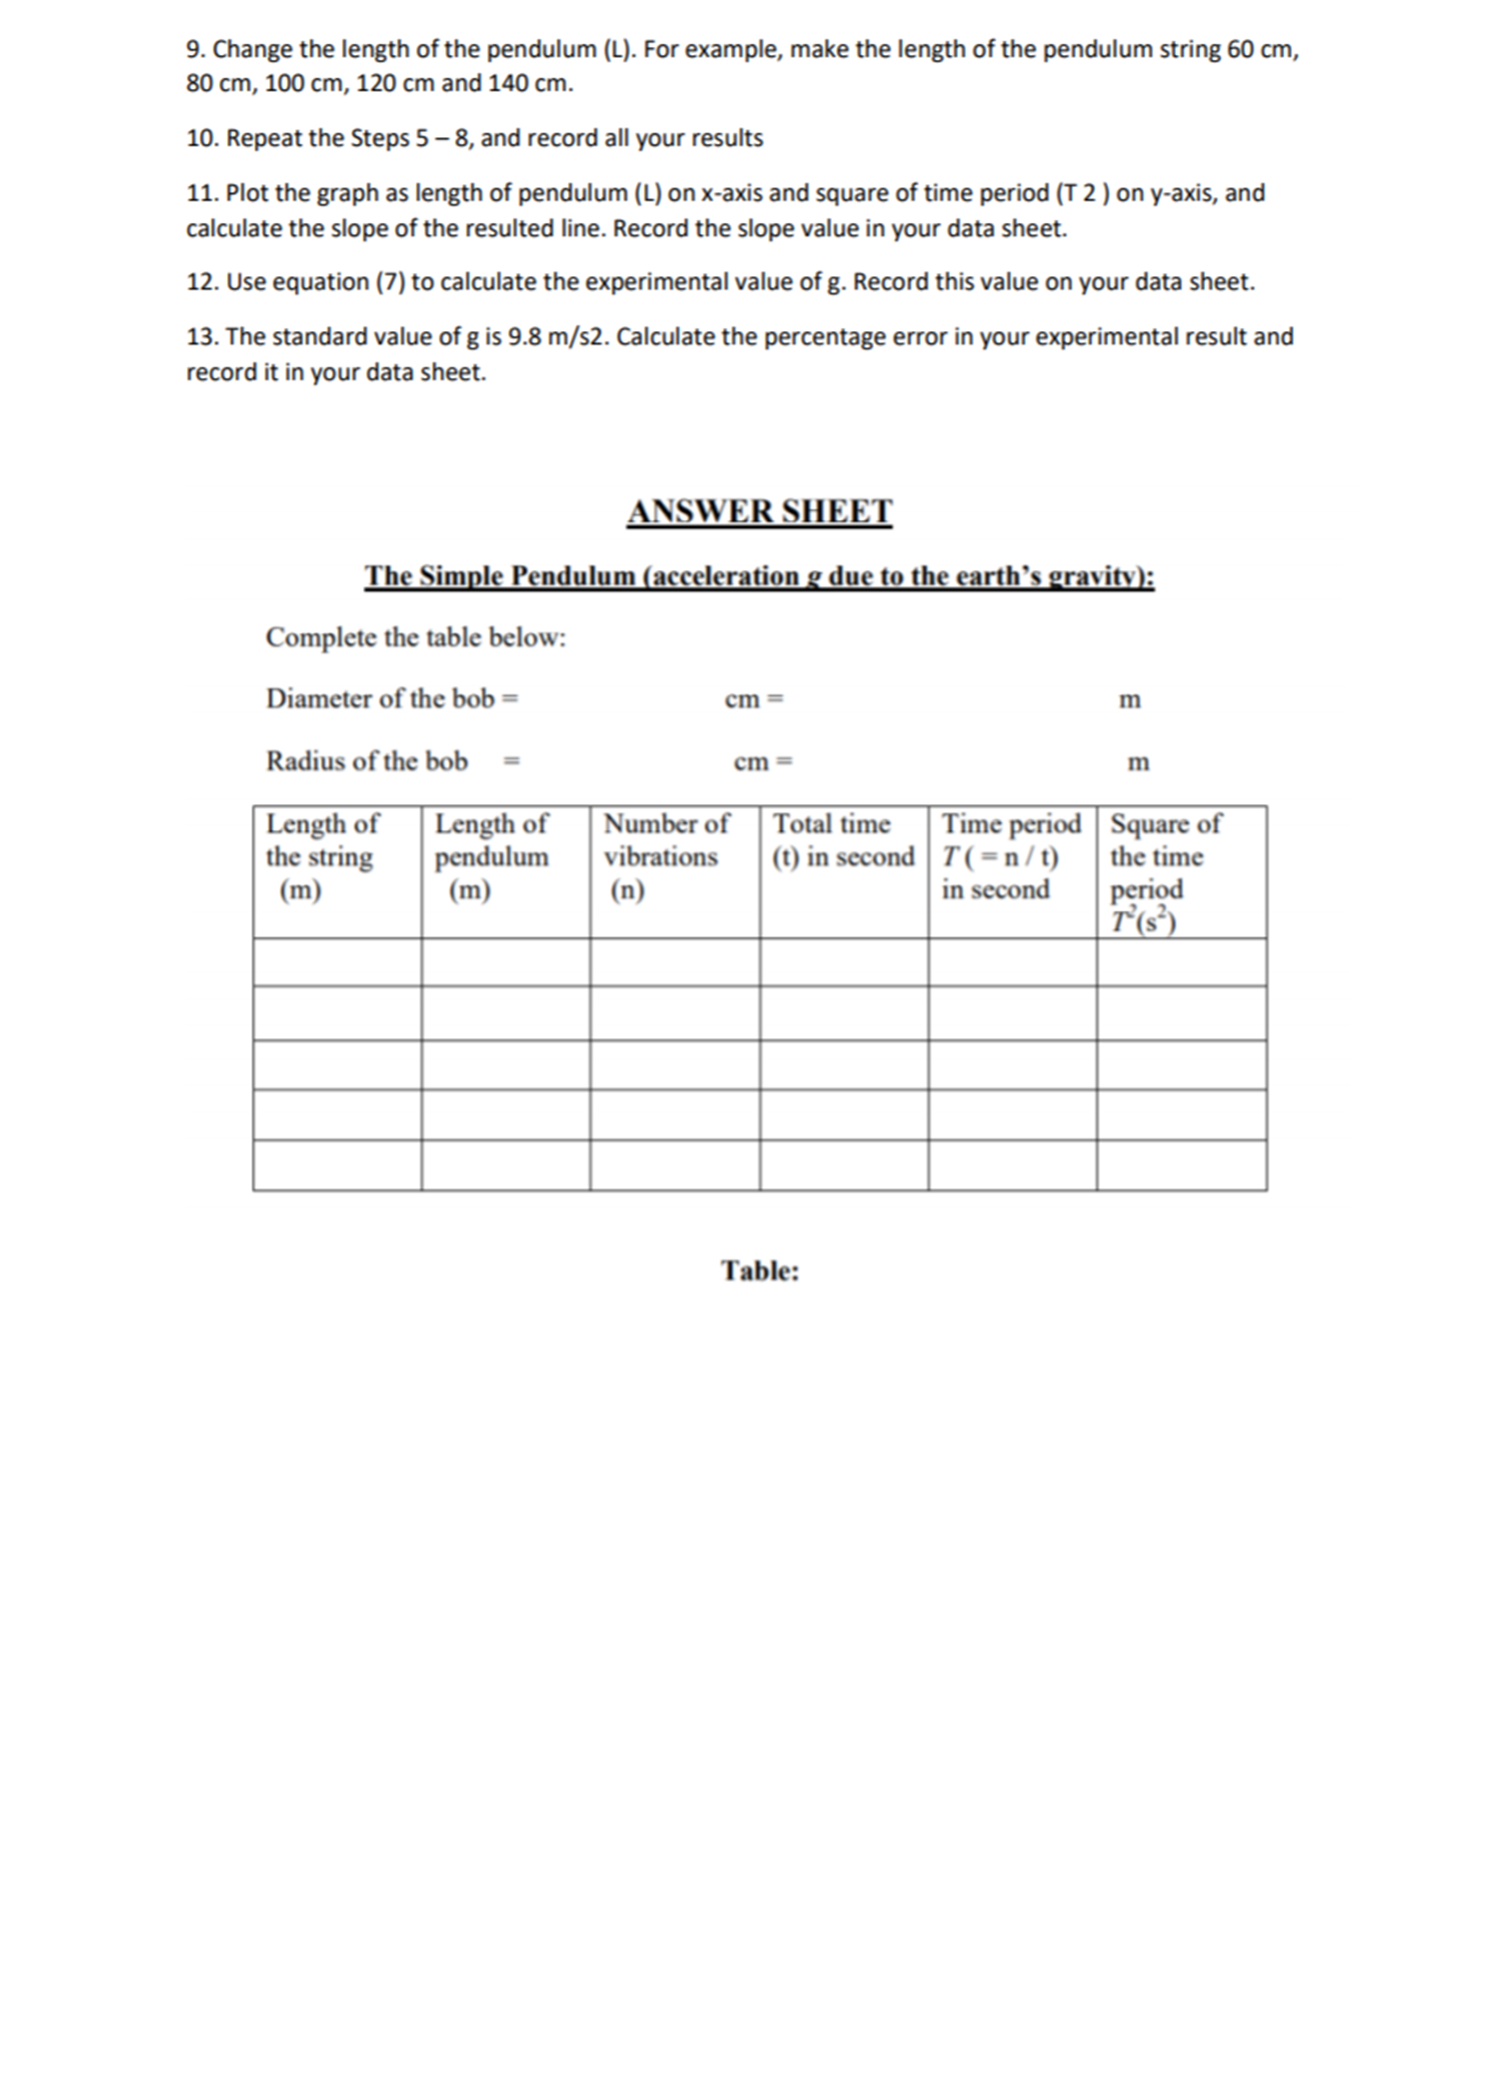 9. Change the length of the pendulum (L). For example, make the length of the pendulum string 60 cm,
80 cm, 100 cm, 120 cm and 140 cm.
10. Repeat the Steps 5 – 8, and record all your results
11. Plot the graph as length of pendulum (L) on x-axis and square of time period (T 2 ) on y-axis, and
calculate the slope of the resulted line. Record the slope value in your data sheet.
12. Use equation (7) to calculate the experimental value of g. Record this value on your data sheet.
13. The standard value of g is 9.8 m/s2. Calculate the percentage error in your experimental result and
record it in your data sheet.
ANSWER SHEET
The Simple Pendulum (acceleration g due to the earth's gravity):
Complete the table below:
Diameter of the bob = cm = m
Radius of the bob = cm = m
Length of the string (m)
Length of pendulum (m)
Number of vibrations (n)
Total time (t) in second
Time period T ( = n / t) in second
Square of the time period T²(s²)
Table: